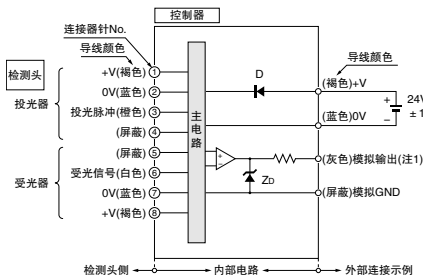 控制器
连接器针No.
导线颜色
导线颜色
检测头
投光器
+V(褐色) ①
0V(蓝色) ②
投光脉冲(橙色) ③
(屏蔽) ④
受光器
(屏蔽) ⑤
受光信号(白色) ⑥
0V(蓝色) ⑦
+V(褐色) ⑧
主电路
D
ZD
(褐色)+V
(蓝色)0V
+
−
24V
± 1
+
−
(灰色)模拟输出(注1)
(屏蔽)模拟GND
检测头侧
内部电路
外部连接示例